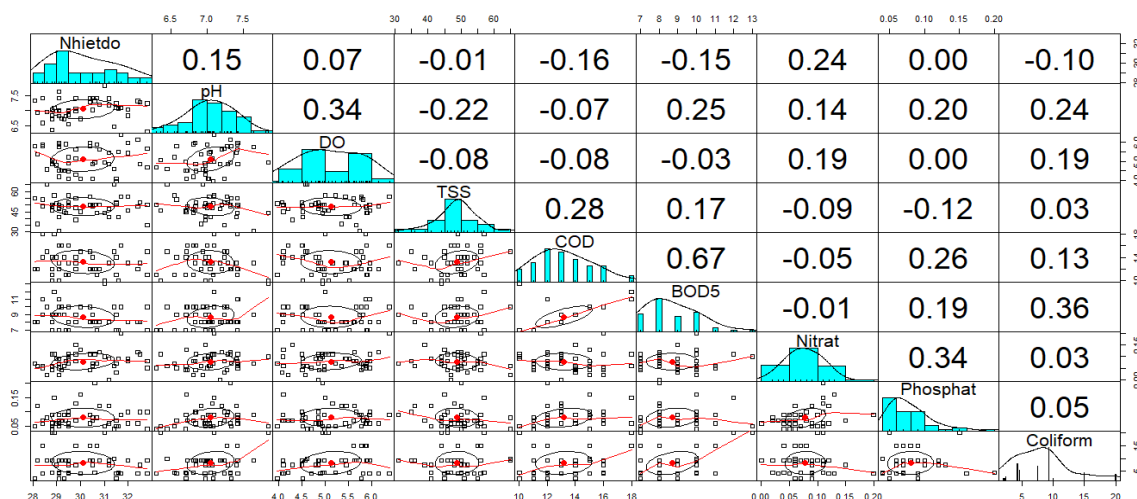 6.5 7.0 7.5 30 40 50 60 7 8 9 10 11 12 13 0.05 0.10 0.15 0.20
Nhietdo 0.15 0.07 -0.01 -0.16 -0.15 0.24 0.00 -0.10
7.5 6.5 pH 0.34 -0.22 -0.07 0.25 0.14 0.20 0.24
DO -0.08 -0.08 -0.03 0.19 0.00 0.19
60 50 40 30 TSS 0.28 0.17 -0.09 -0.12 0.03
COD 0.67 -0.05 0.26 0.13
11 9 8 7 BOD5 -0.01 0.19 0.36
Nitrat 0.34 0.03
0.15 0.05 Phosphat 0.05
Coliform
28 29 30 31 32 4.0 4.5 5.0 5.5 6.0 10 12 14 16 18 0.00 0.05 0.10 0.15 0.20 0 5 10 15 20